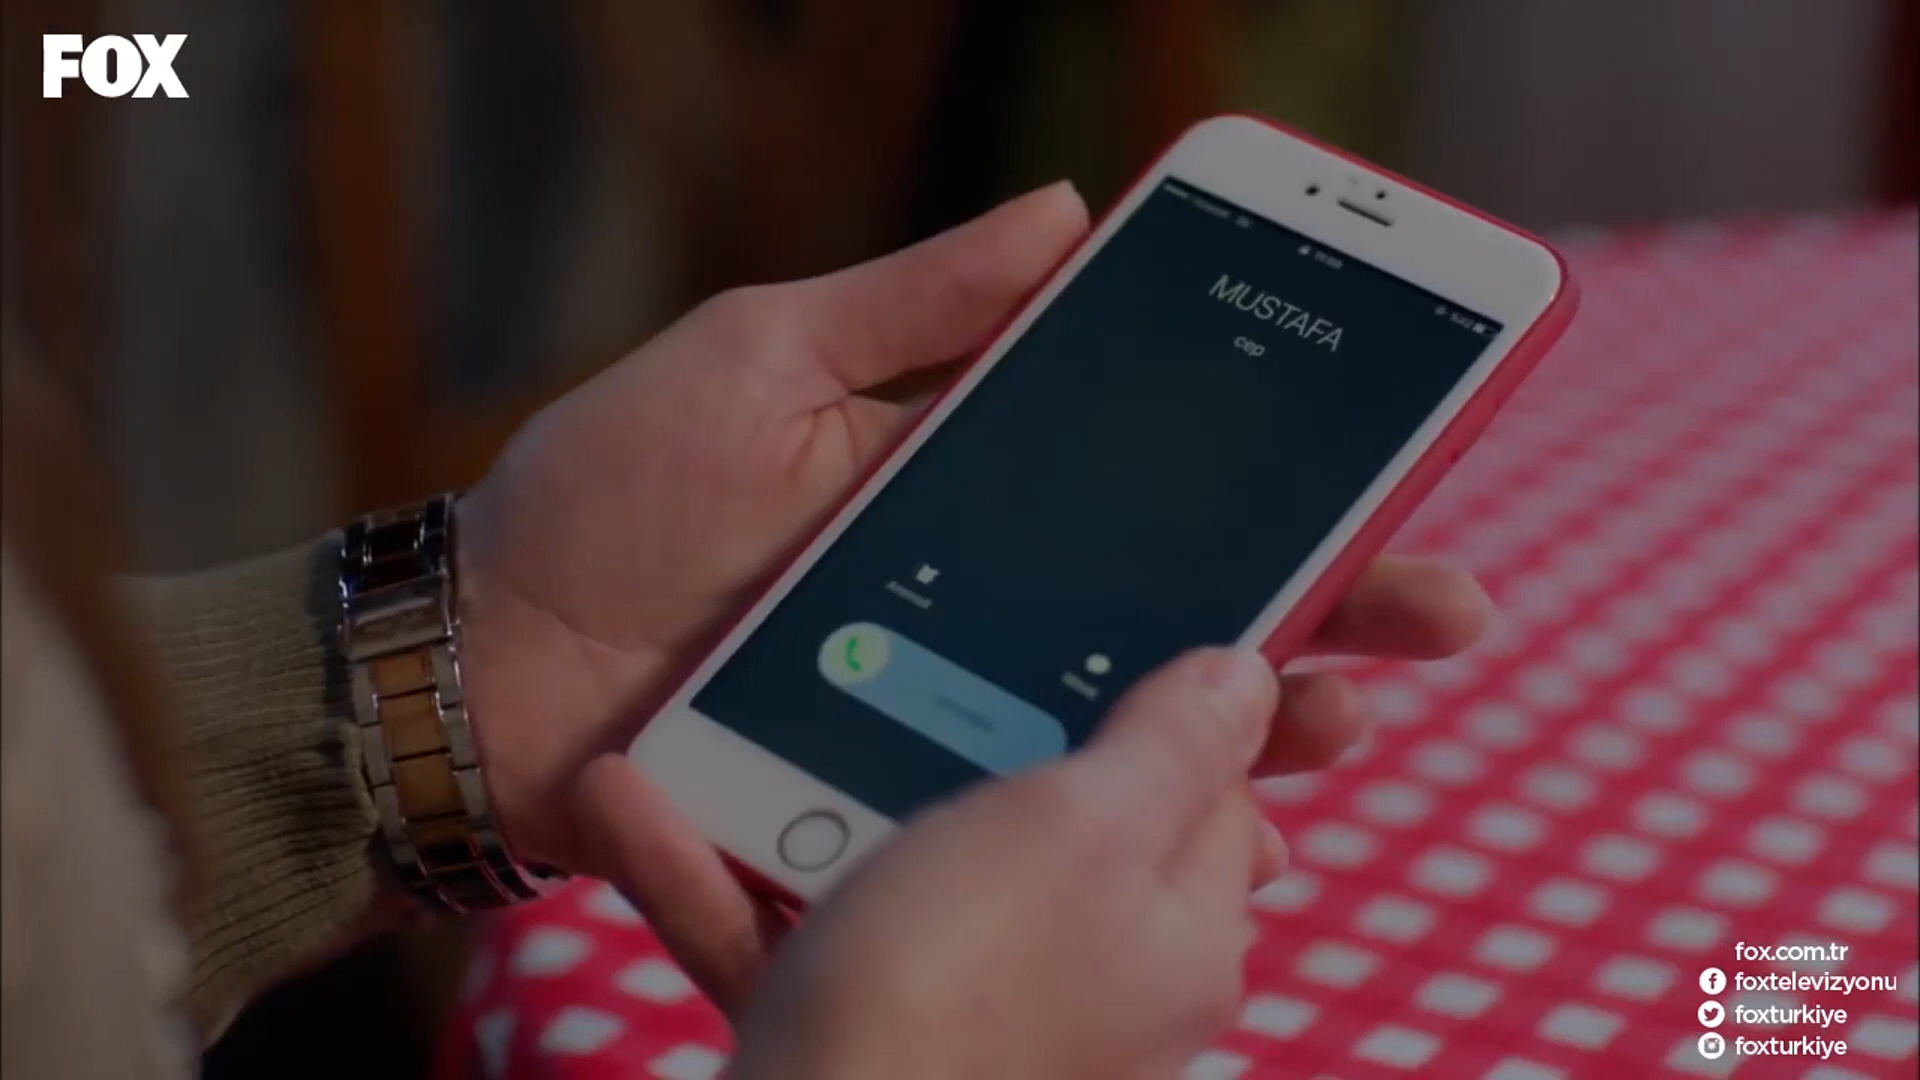 FOX
MUSTAFA
cep
fox.com.tr
foxtelevizyonu
foxturkiye
foxturkiye